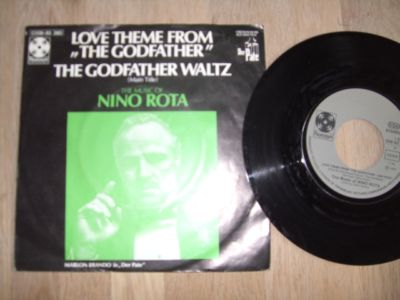 LOVE THEME FROM
„THE GODFATHER"
THE GODFATHER WALTZ
(Main Title)
Der Pate
THE MUSIC OF
NINO ROTA
MARLON BRANDO in „Der Pate"